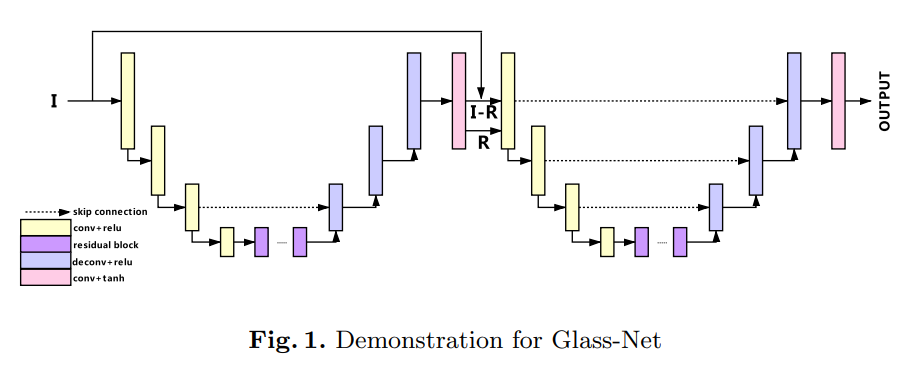 I
I-R
R
OUTPUT
skip connection
conv+relu
residual block
deconv+relu
conv+tanh
Fig. 1. Demonstration for Glass-Net